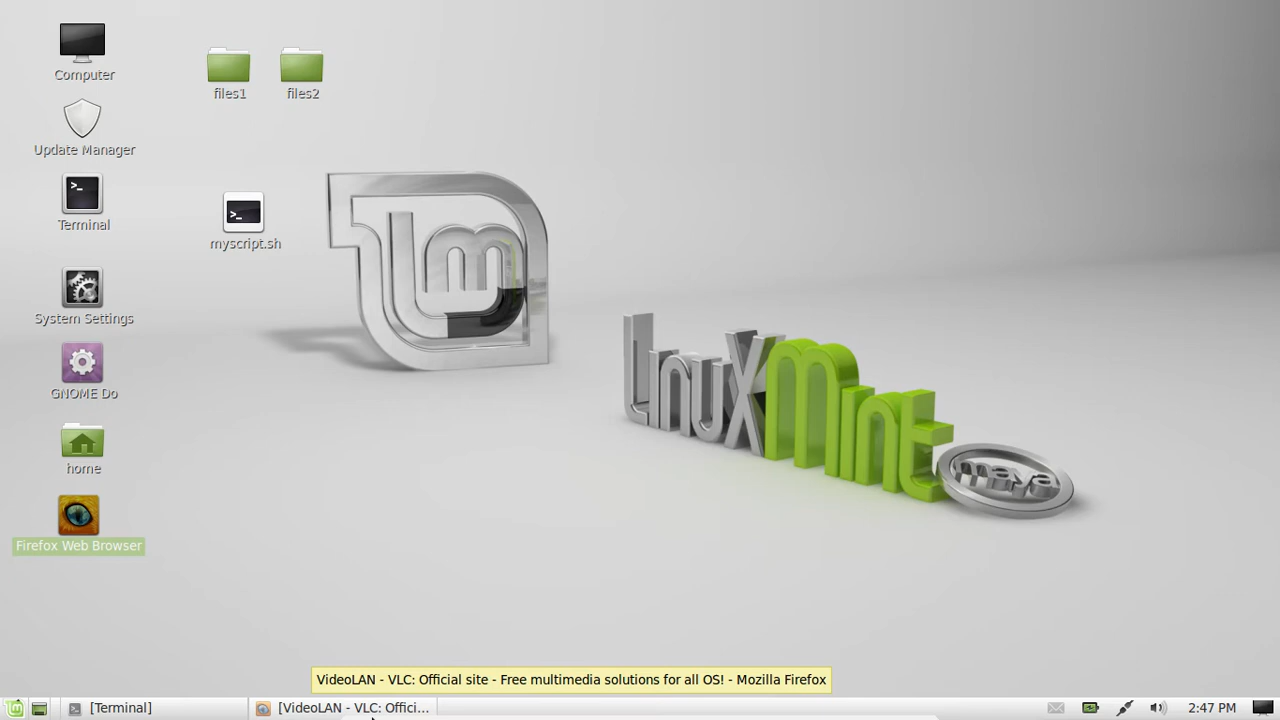 Computer
files1
files2
Update Manager
Terminal
myscript.sh
System Settings
GNOME Do
home
Firefox Web Browser
LinuxMint
maya
VideoLAN - VLC: Official site - Free multimedia solutions for all OS! - Mozilla Firefox
[Terminal]
[VideoLAN - VLC: Offici...
2:47 PM